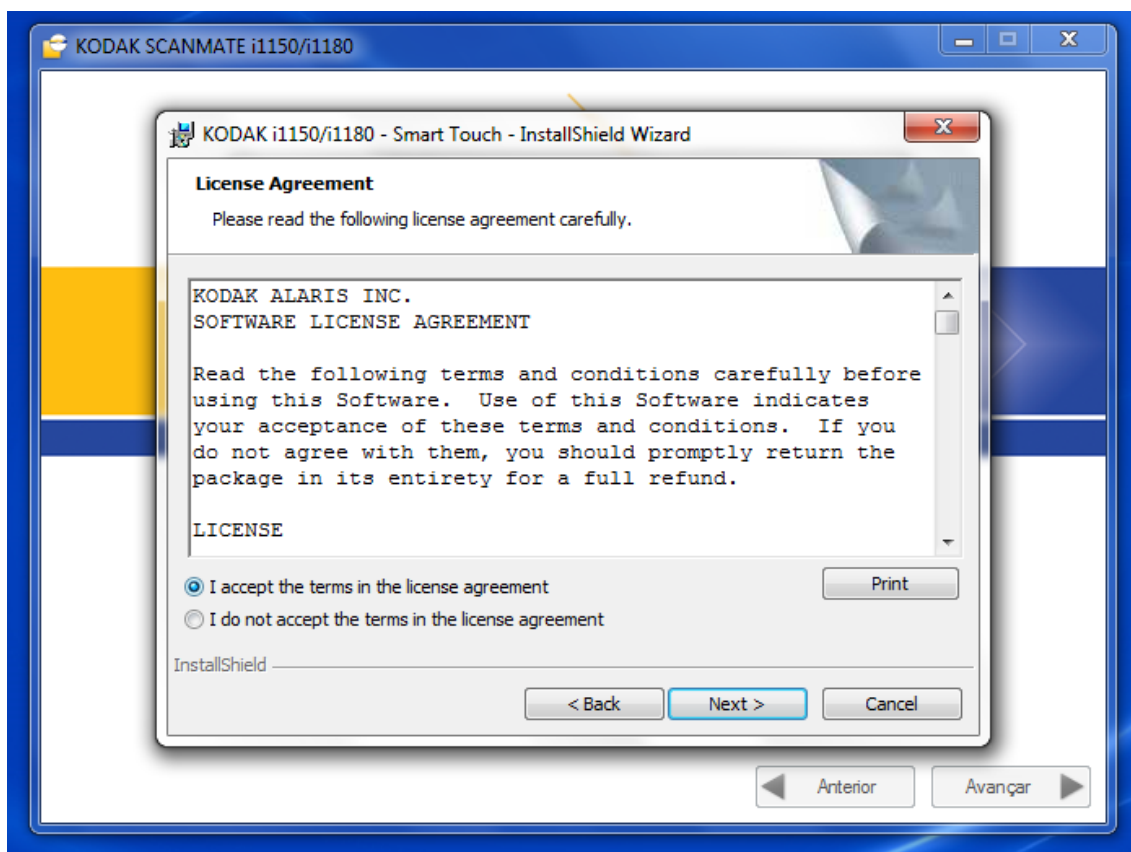 KODAK SCANMATE i1150/i1180
KODAK i1150/i1180 - Smart Touch - InstallShield Wizard
License Agreement
Please read the following license agreement carefully.
KODAK ALARIS INC.
SOFTWARE LICENSE AGREEMENT
Read the following terms and conditions carefully before
using this Software.  Use of this Software indicates
your acceptance of these terms and conditions.  If you
do not agree with them, you should promptly return the
package in its entirety for a full refund.
LICENSE
I accept the terms in the license agreement
Print
I do not accept the terms in the license agreement
InstallShield
< Back
Next >
Cancel
Anterior
Avançar